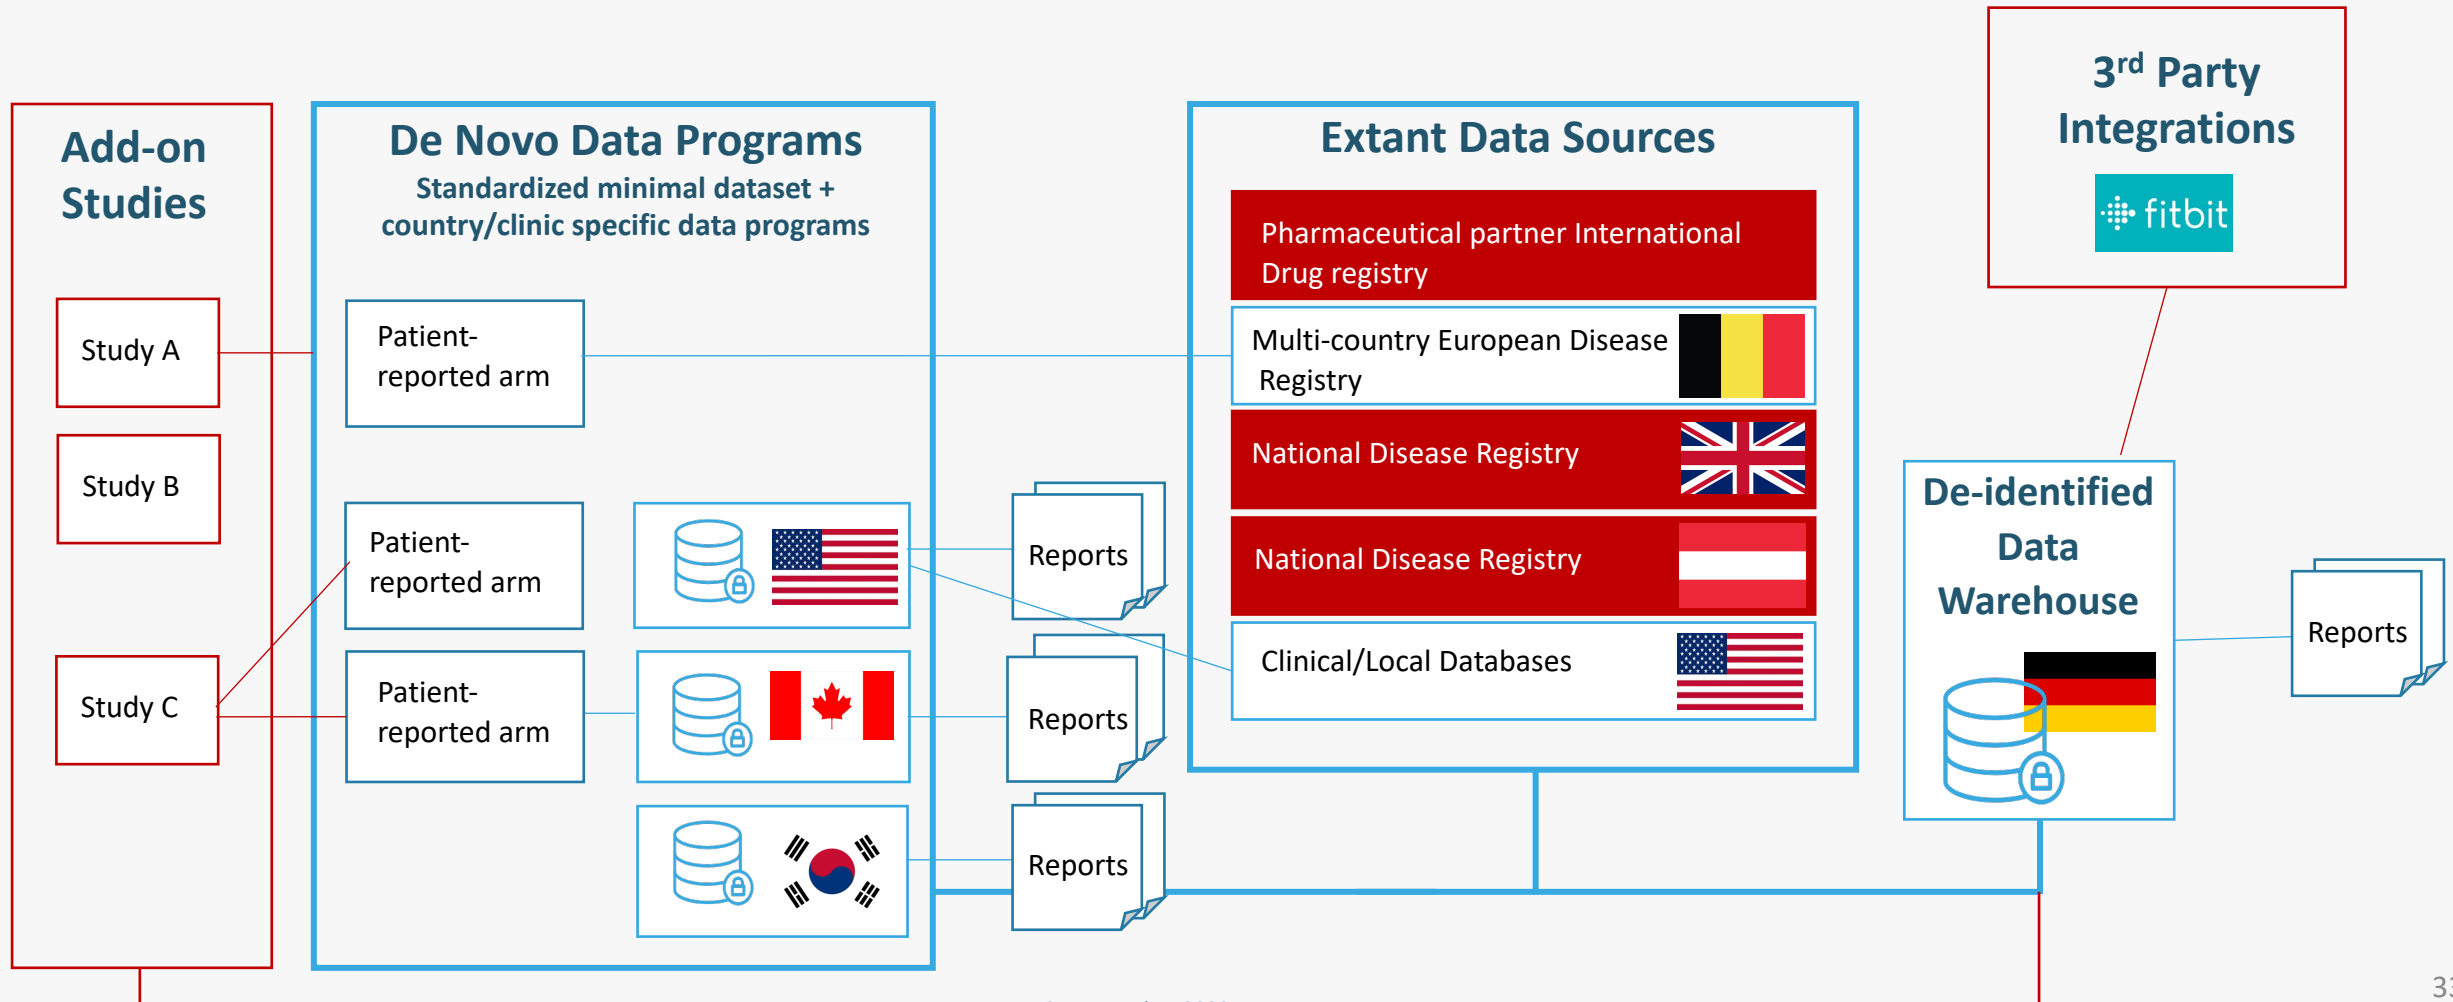 Add-on
Studies
Study A
Study B
Study C
De Novo Data Programs
Standardized minimal dataset +
country/clinic specific data programs
Patient-
reported arm
Patient-
reported arm
Patient-
reported arm
Reports
Reports
Reports
Extant Data Sources
Pharmaceutical partner International
Drug registry
Multi-country European Disease
Registry
National Disease Registry
National Disease Registry
Clinical/Local Databases
3rd Party
Integrations
fitbit
De-identified
Data
Warehouse
Reports